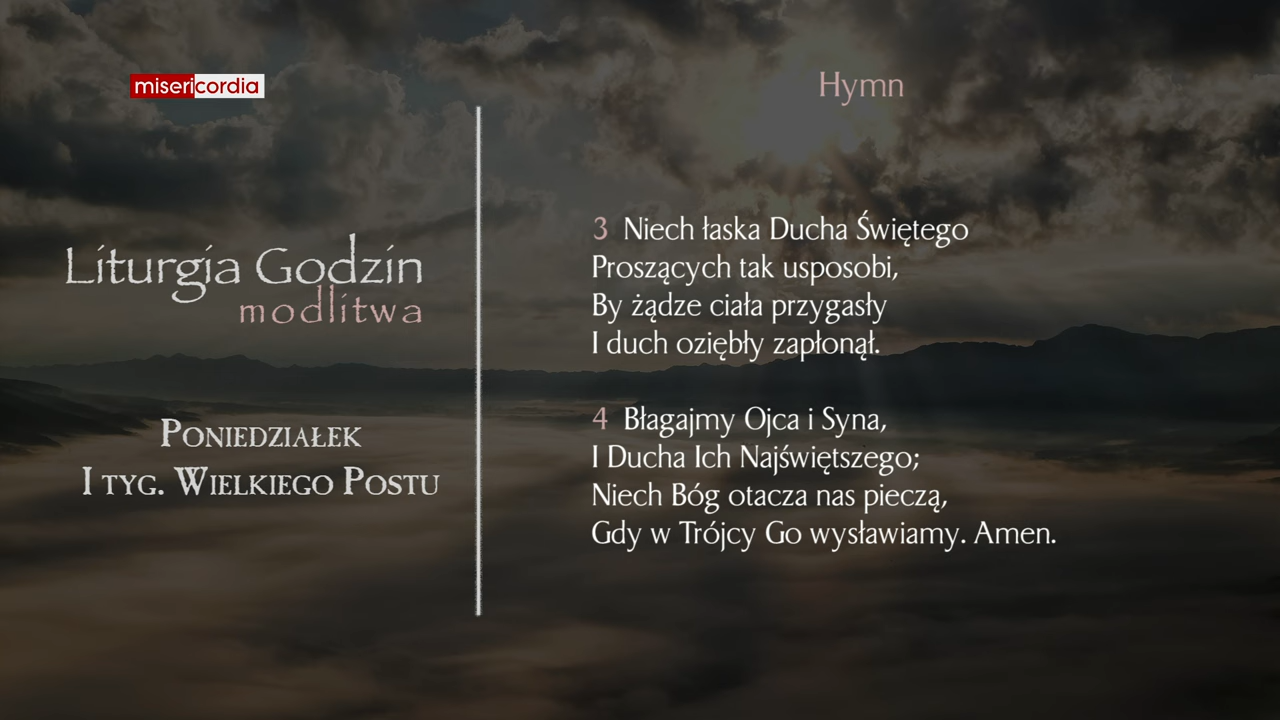 misericordia
Liturgia Godzin
modlitwa
Poniedziałek
I tyg. Wielkiego Postu
Hymn
3 Niech łaska Ducha Świętego
Proszących tak usposobi,
By żądze ciała przygasły
I duch oziębły zapłonął.
4 Błagajmy Ojca i Syna,
I Ducha Ich Najświętszego;
Niech Bóg otacza nas pieczą,
Gdy w Trójcy Go wysławiamy. Amen.